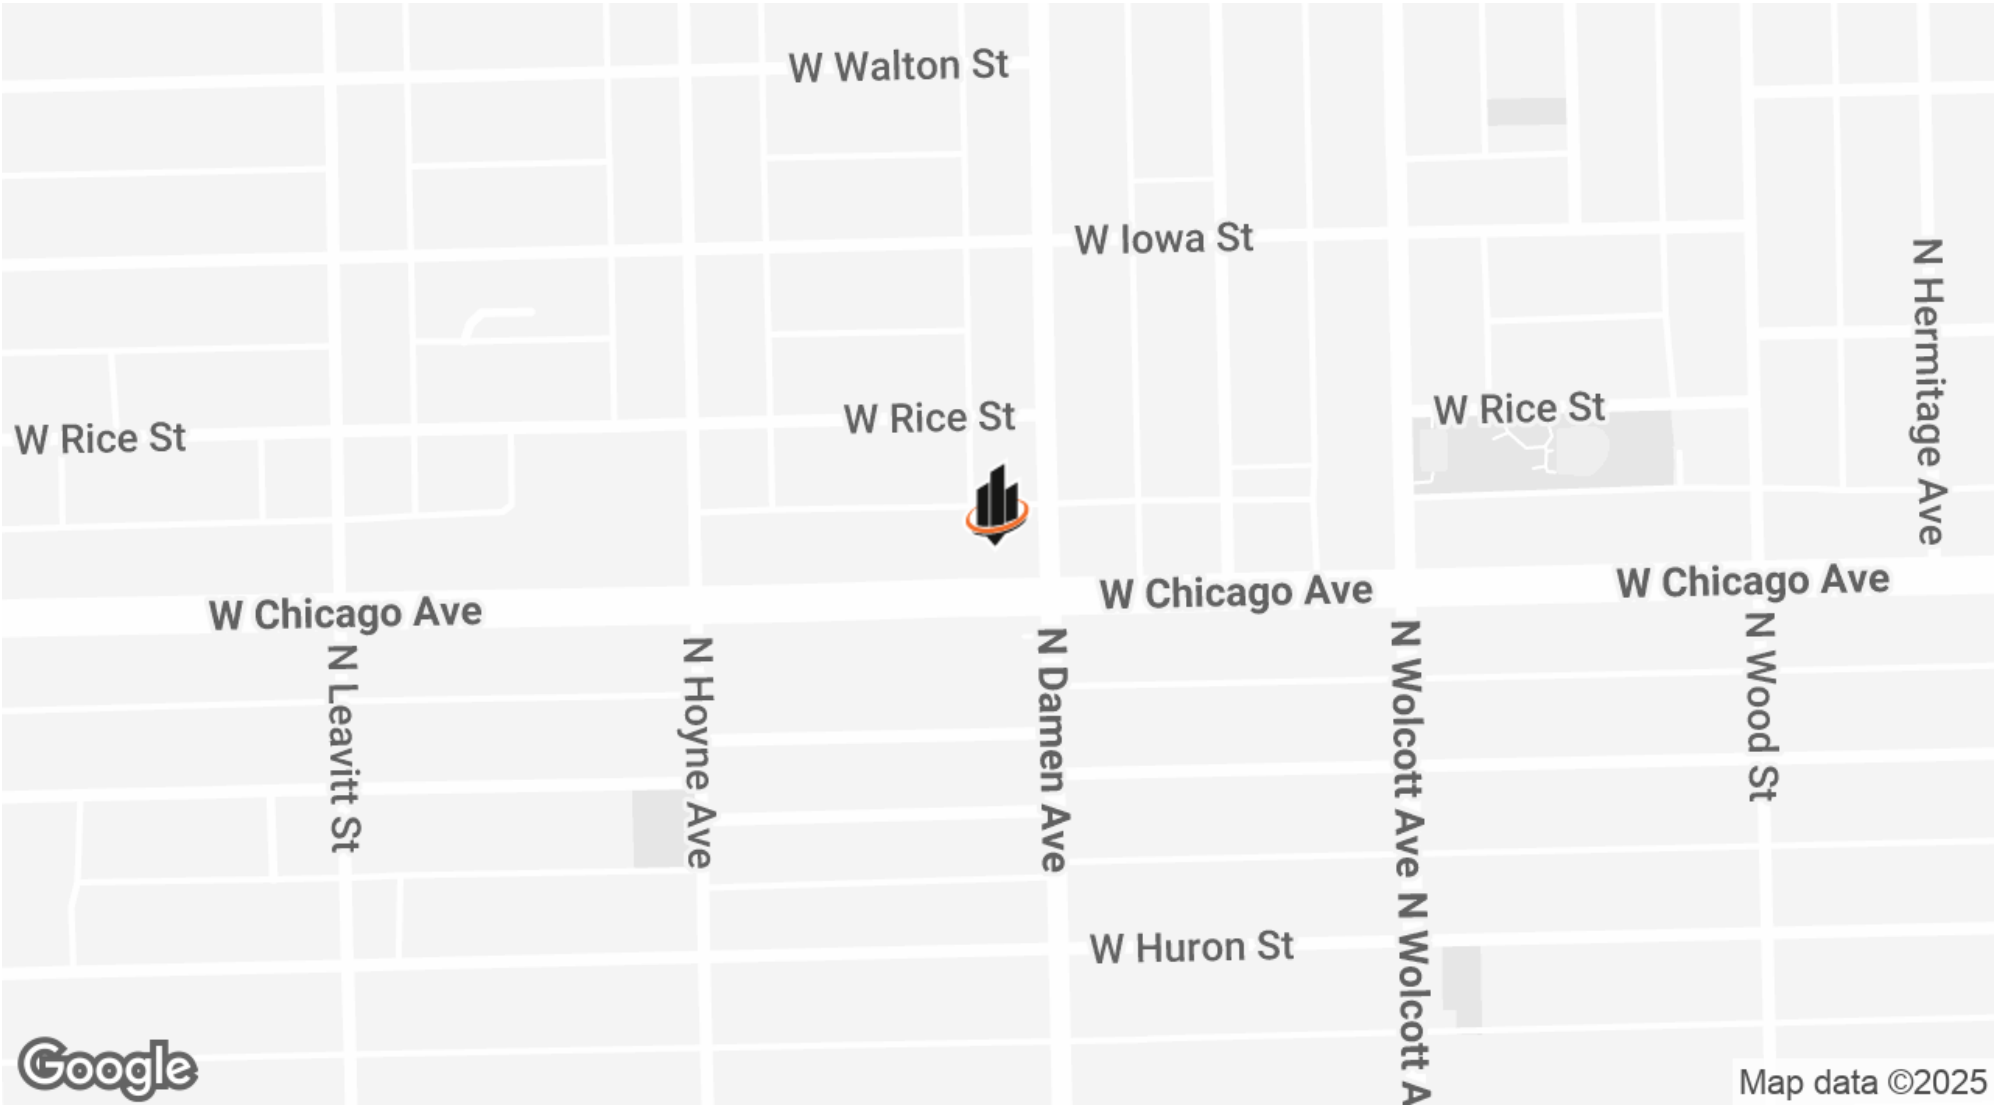 W Walton St
W Iowa St
N Hermitage Ave
W Rice St
W Rice St
W Rice St
W Chicago Ave
W Chicago Ave
W Chicago Ave
N Leavitt St
N Hoyne Ave
N Damen Ave
N Wolcott Ave
N Wood St
N Wolcott A
W Huron St
Google
Map data ©2025